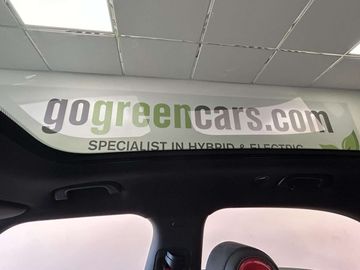 gogreencars.com
SPECIALIST IN HYBRID & ELECTRIC